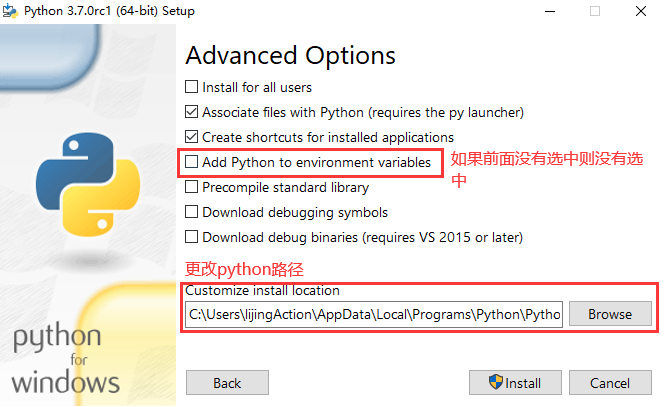 Python 3.7.0rc1 (64-bit) Setup
Advanced Options
Install for all users
Associate files with Python (requires the py launcher)
Create shortcuts for installed applications
Add Python to environment variables
如果前面没有选中则没有选
中
Precompile standard library
Download debugging symbols
Download debug binaries (requires VS 2015 or later)
更改python路径
Customize install location
C:\Users\lijingAction\AppData\Local\Programs\Python\Pytho
Browse
python
for
windows
Back
Install
Cancel